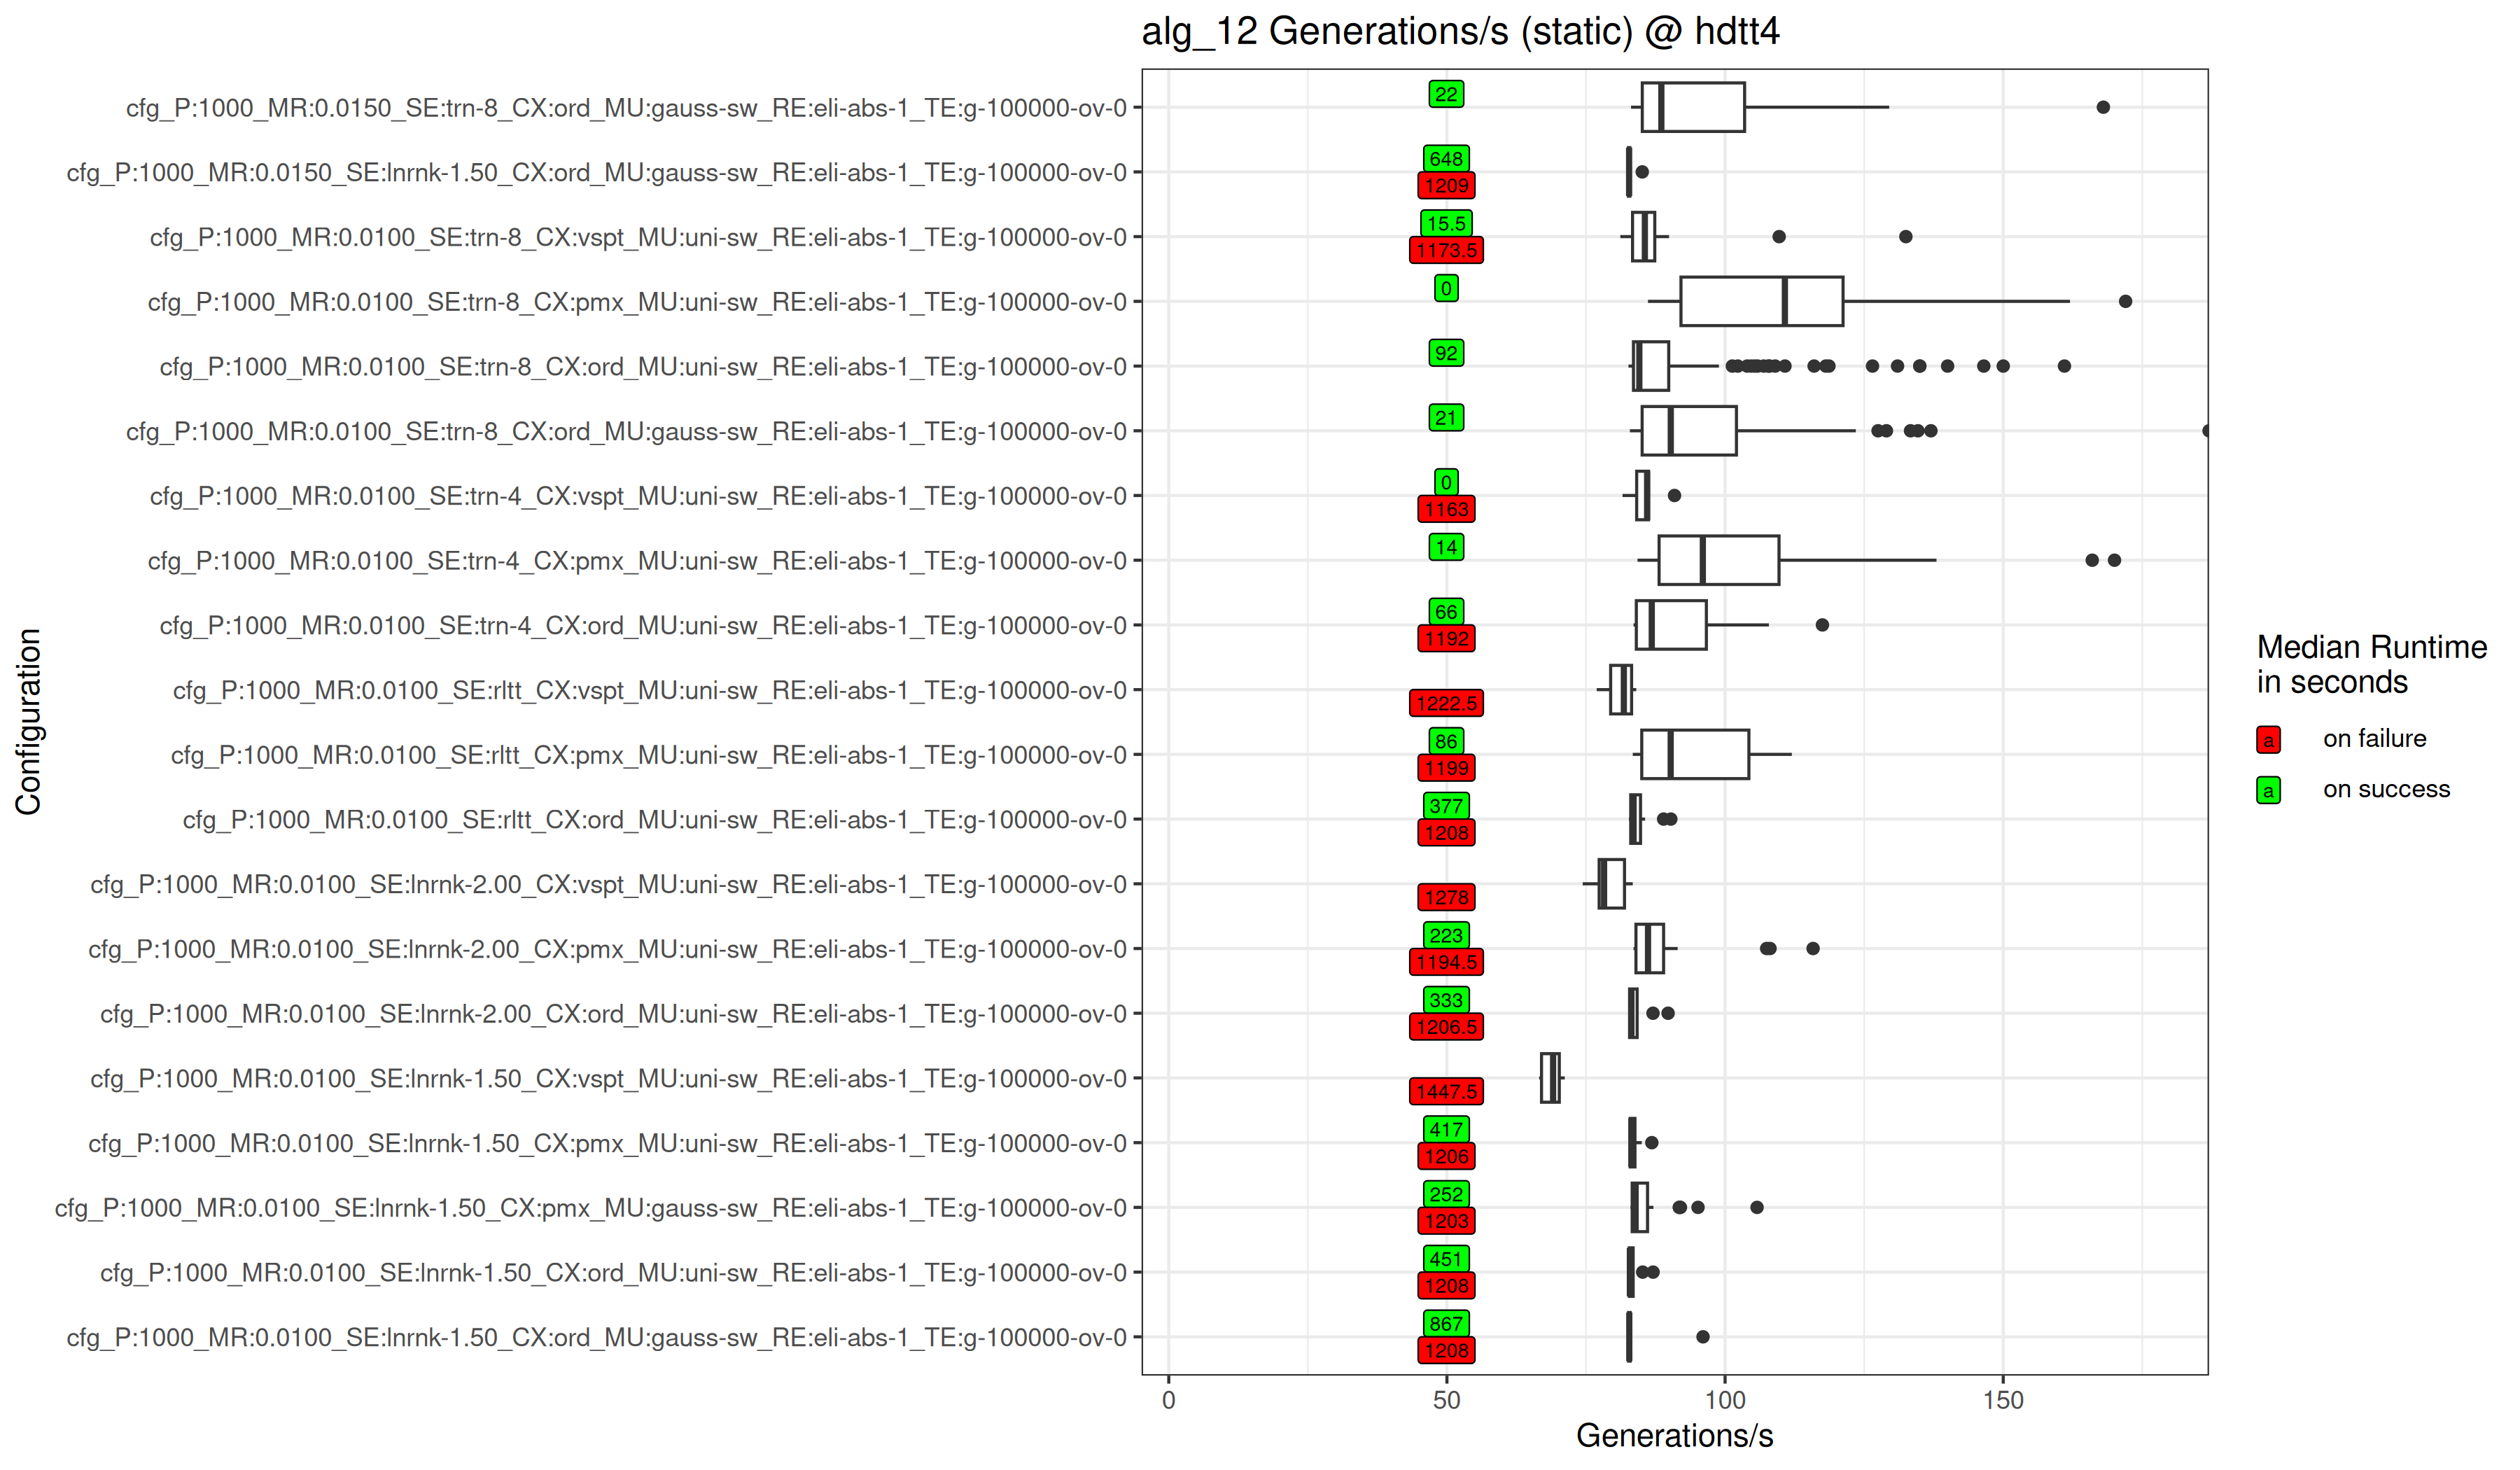 alg_12 Generations/s (static) @ hdtt4
cfg_P:1000_MR:0.0150_SE:trn-8_CX:ord_MU:gauss-sw_RE:eli-abs-1_TE:g-100000-ov-0
22
cfg_P:1000_MR:0.0150_SE:lnrnk-1.50_CX:ord_MU:gauss-sw_RE:eli-abs-1_TE:g-100000-ov-0
648
1209
cfg_P:1000_MR:0.0100_SE:trn-8_CX:vspt_MU:uni-sw_RE:eli-abs-1_TE:g-100000-ov-0
15.5
1173.5
cfg_P:1000_MR:0.0100_SE:trn-8_CX:pmx_MU:uni-sw_RE:eli-abs-1_TE:g-100000-ov-0
0
cfg_P:1000_MR:0.0100_SE:trn-8_CX:ord_MU:uni-sw_RE:eli-abs-1_TE:g-100000-ov-0
92
cfg_P:1000_MR:0.0100_SE:trn-8_CX:ord_MU:gauss-sw_RE:eli-abs-1_TE:g-100000-ov-0
21
cfg_P:1000_MR:0.0100_SE:trn-4_CX:vspt_MU:uni-sw_RE:eli-abs-1_TE:g-100000-ov-0
0
1163
cfg_P:1000_MR:0.0100_SE:trn-4_CX:pmx_MU:uni-sw_RE:eli-abs-1_TE:g-100000-ov-0
14
cfg_P:1000_MR:0.0100_SE:trn-4_CX:ord_MU:uni-sw_RE:eli-abs-1_TE:g-100000-ov-0
66
1192
cfg_P:1000_MR:0.0100_SE:rltt_CX:vspt_MU:uni-sw_RE:eli-abs-1_TE:g-100000-ov-0
1222.5
cfg_P:1000_MR:0.0100_SE:rltt_CX:pmx_MU:uni-sw_RE:eli-abs-1_TE:g-100000-ov-0
86
1199
cfg_P:1000_MR:0.0100_SE:rltt_CX:ord_MU:uni-sw_RE:eli-abs-1_TE:g-100000-ov-0
377
1208
cfg_P:1000_MR:0.0100_SE:lnrnk-2.00_CX:vspt_MU:uni-sw_RE:eli-abs-1_TE:g-100000-ov-0
1278
cfg_P:1000_MR:0.0100_SE:lnrnk-2.00_CX:pmx_MU:uni-sw_RE:eli-abs-1_TE:g-100000-ov-0
223
1194.5
cfg_P:1000_MR:0.0100_SE:lnrnk-2.00_CX:ord_MU:uni-sw_RE:eli-abs-1_TE:g-100000-ov-0
333
1206.5
cfg_P:1000_MR:0.0100_SE:lnrnk-1.50_CX:vspt_MU:uni-sw_RE:eli-abs-1_TE:g-100000-ov-0
1447.5
cfg_P:1000_MR:0.0100_SE:lnrnk-1.50_CX:pmx_MU:uni-sw_RE:eli-abs-1_TE:g-100000-ov-0
417
1206
cfg_P:1000_MR:0.0100_SE:lnrnk-1.50_CX:pmx_MU:gauss-sw_RE:eli-abs-1_TE:g-100000-ov-0
252
1203
cfg_P:1000_MR:0.0100_SE:lnrnk-1.50_CX:ord_MU:uni-sw_RE:eli-abs-1_TE:g-100000-ov-0
451
1208
cfg_P:1000_MR:0.0100_SE:lnrnk-1.50_CX:ord_MU:gauss-sw_RE:eli-abs-1_TE:g-100000-ov-0
867
1208
Configuration
0 50 100 150
Generations/s
Median Runtime
in seconds
a on failure
a on success